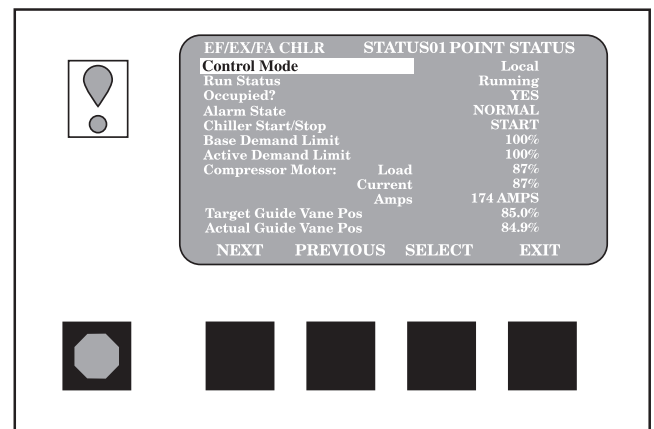 EF/EX/FA CHLR STATUS01 POINT STATUS
Control Mode Local
Run Status Running
Occupied? YES
Alarm State NORMAL
Chiller Start/Stop START
Base Demand Limit 100%
Active Demand Limit 100%
Compressor Motor: Load 87%
Current 87%
Amps 174 AMPS
Target Guide Vane Pos 85.0%
Actual Guide Vane Pos 84.9%
NEXT PREVIOUS SELECT EXIT